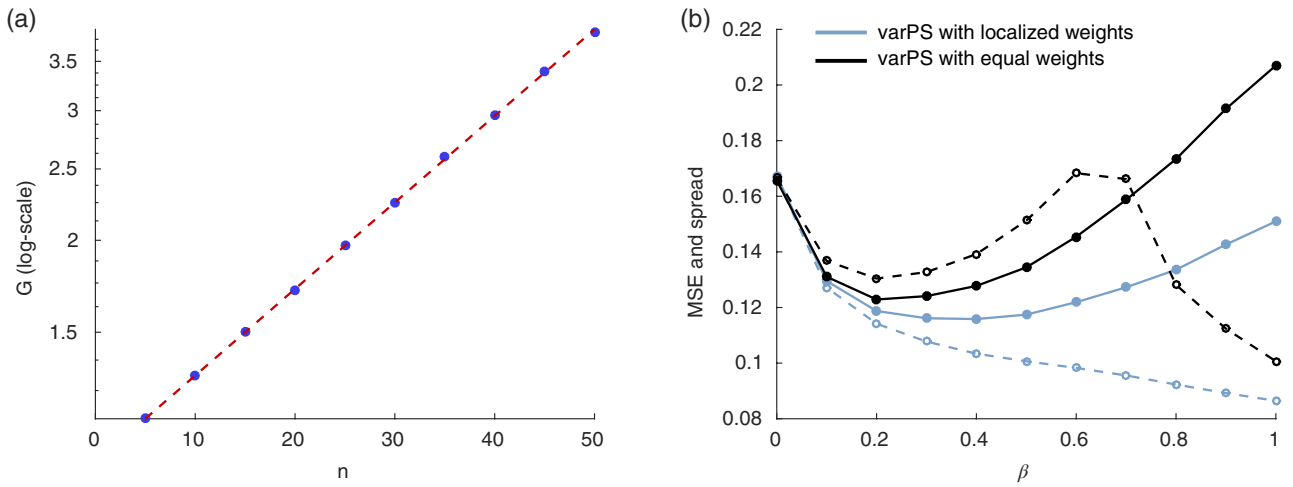 (a)
G (log-scale)
3.5
3
2.5
2
1.5
0 10 20 30 40 50
n
(b)
varPS with localized weights
varPS with equal weights
MSE and spread
0.22
0.2
0.18
0.16
0.14
0.12
0.1
0.08
0 0.2 0.4 0.6 0.8 1
β